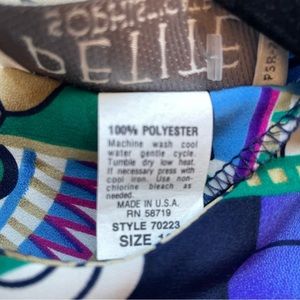 PETITE
100% POLYESTER
Machine wash cool
water gentle cycle.
Tumble dry low heat.
If necessary press with
cool iron. Use non-
chlorine bleach as
needed.
MADE IN U.S.A.
RN 58719
STYLE 70223
SIZE